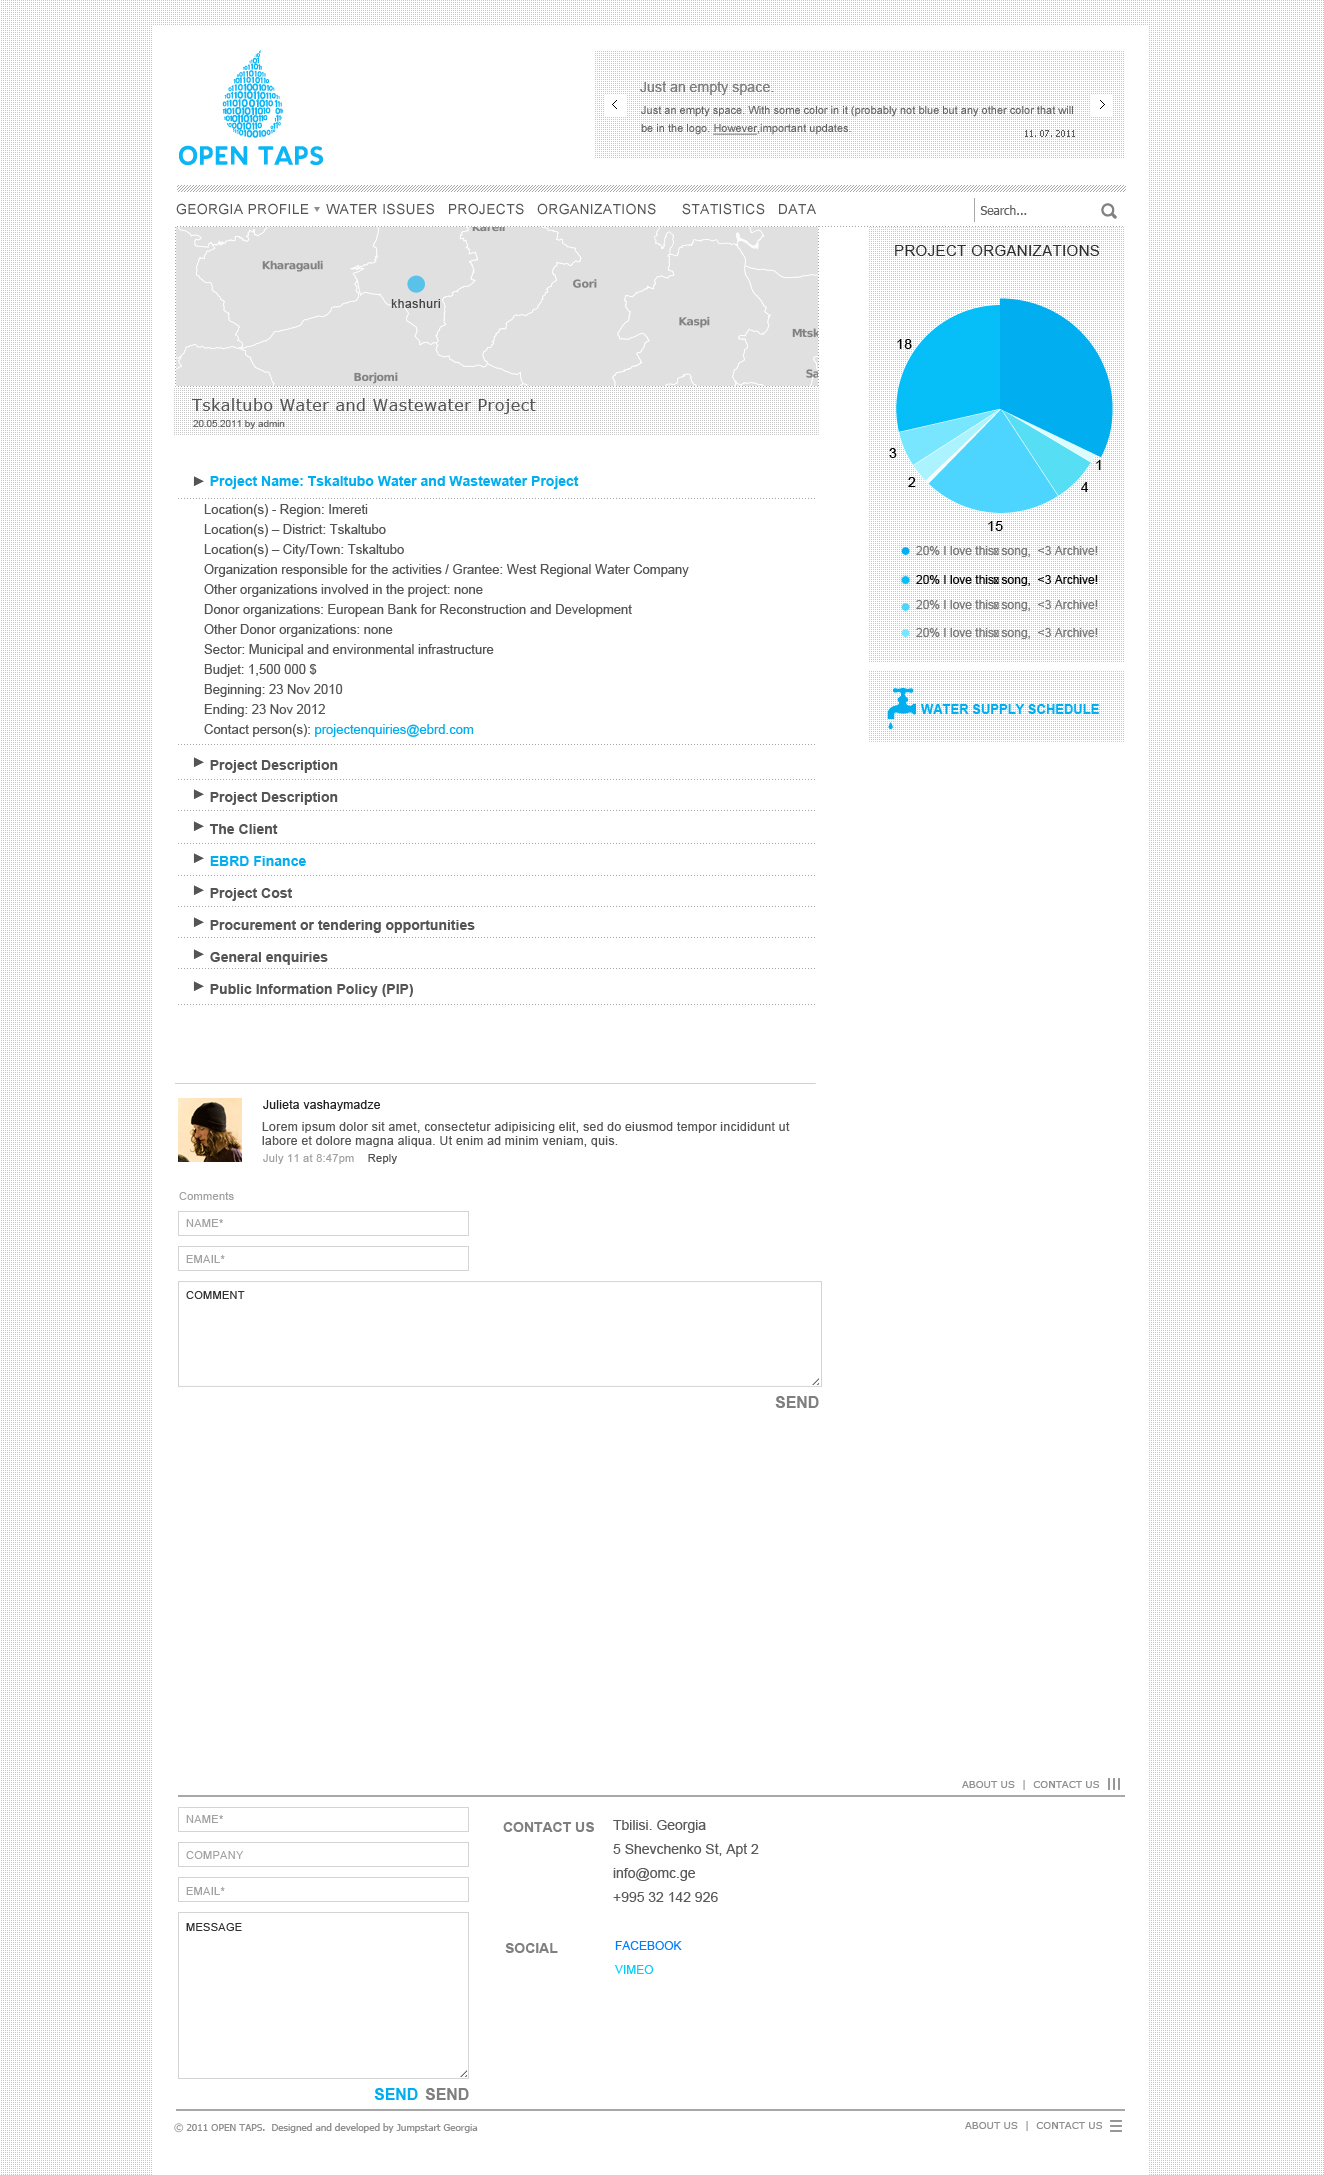 OPEN TAPS
Just an empty space.
Just an empty space. With some color in it (probably not blue but any other color that will
be in the logo. However,important updates.
11. 07. 2011
GEORGIA PROFILE WATER ISSUES PROJECTS ORGANIZATIONS STATISTICS DATA
Search...
Kareli
Kharagauli
Gori
khashuri
Kaspi
Mtsk
Borjomi
Sa
Tskaltubo Water and Wastewater Project
20.05.2011 by admin
Project Name: Tskaltubo Water and Wastewater Project
Location(s) - Region: Imereti
Location(s) – District: Tskaltubo
Location(s) – City/Town: Tskaltubo
Organization responsible for the activities / Grantee: West Regional Water Company
Other organizations involved in the project: none
Donor organizations: European Bank for Reconstruction and Development
Other Donor organizations: none
Sector: Municipal and environmental infrastructure
Budjet: 1,500 000 $
Beginning: 23 Nov 2010
Ending: 23 Nov 2012
Contact person(s): projectenquiries@ebrd.com
Project Description
Project Description
The Client
EBRD Finance
Project Cost
Procurement or tendering opportunities
General enquiries
Public Information Policy (PIP)
PROJECT ORGANIZATIONS
18
3
2
15
4
1
20% I love song, <3 Archive!
20% I love song, <3 Archive!
20% I love song, <3 Archive!
20% I love song, <3 Archive!
WATER SUPPLY SCHEDULE
Julieta vashaymadze
Lorem ipsum dolor sit amet, consectetur adipisicing elit, sed do eiusmod tempor incididunt ut
labore et dolore magna aliqua. Ut enim ad minim veniam, quis.
July 11 at 8:47pm Reply
Comments
NAME*
EMAIL*
COMMENT
SEND
ABOUT US | CONTACT US
NAME*
COMPANY
EMAIL*
MESSAGE
SEND SEND
CONTACT US
Tbilisi. Georgia
5 Shevchenko St, Apt 2
info@omc.ge
+995 32 142 926
SOCIAL
FACEBOOK
VIMEO
© 2011 OPEN TAPS. Designed and developed by Jumpstart Georgia
ABOUT US | CONTACT US